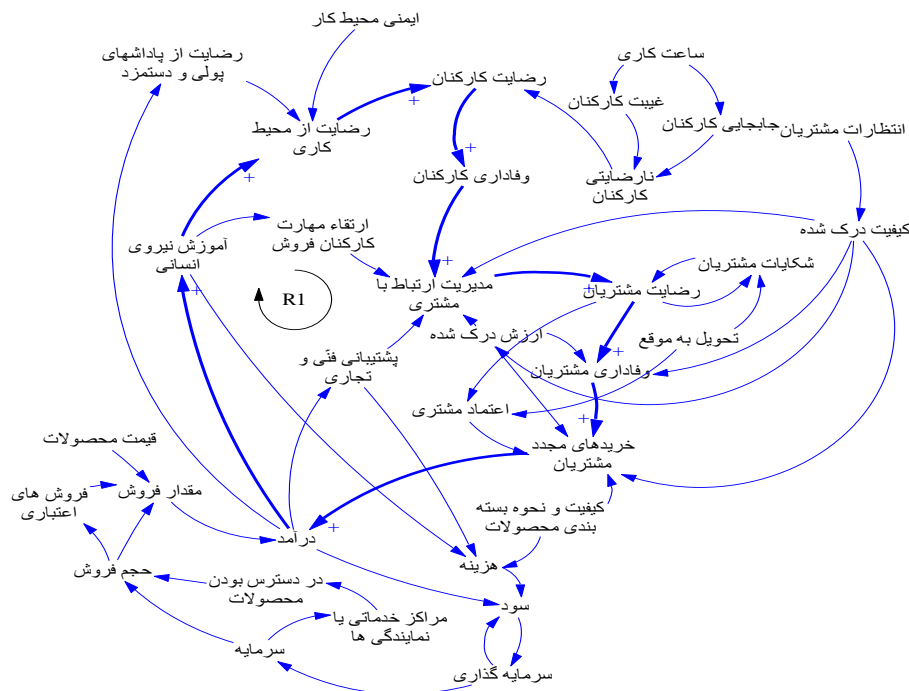 ایمنی محیط کار
رضایت از پاداشهای
پولی و دستمزد
رضایت کارکنان
ساعت کاری
غیبت کارکنان
جابجایی کارکنان
انتظارات مشتریان
رضایت از محیط
کاری
+
+
وفاداری کارکنان
نارضایتی
کارکنان
+
ارتقاء مهارت
کارکنان فروش
آموزش نیروی
انسانی
کیفیت درک شده
+
شکایات مشتریان
مدیریت ارتباط با
مشتری
رضایت مشتریان
+
R1
+
ارزش درک شده
تحویل به موقع
پشتیبانی فنّی و
تجاری
+
وفاداری مشتریان
اعتماد مشتری
+
قیمت محصولات
خریدهای مجدد
مشتریان
مقدار فروش
فروش های
اعتباری
کیفیت و نحوه بسته
بندی محصولات
+
درآمد
هزینه
حجم فروش
در دسترس بودن
محصولات
سود
مراکز خدماتی یا
نمایندگی ها
سرمایه
سرمایه گذاری